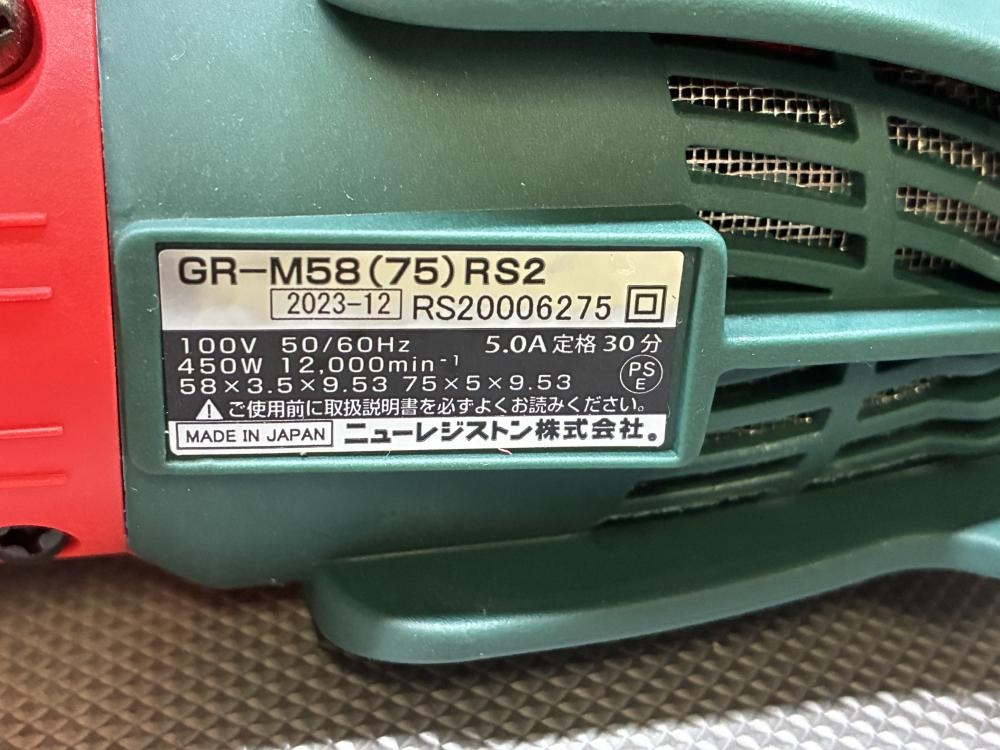 GR-M58(75)RS2
2023-12 RS20006275
100V 50/60Hz 5.0A 定格 30分
450W 12,000min⁻¹
58×3.5×9.53 75×5×9.53
PS
E
ご使用前に取扱説明書を必ずよくお読みください。
MADE IN JAPAN ニューレジストン株式会社。